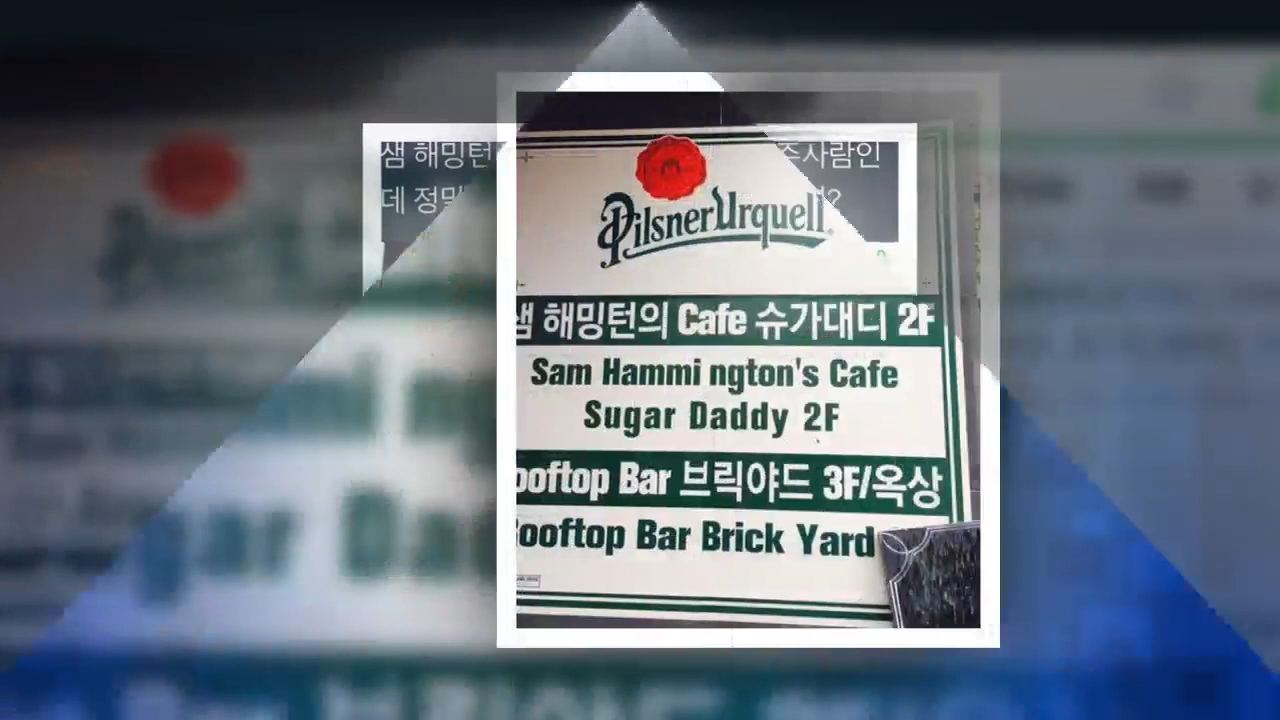 샘 해밍턴
주사람인
데 정말
?
Pilsner Urquell
샘 해밍턴의 Cafe 슈가대디 2F
Sam Hammi ngton's Cafe
Sugar Daddy 2F
ooftop Bar 브릭야드 3F/옥상
ooftop Bar Brick Yard